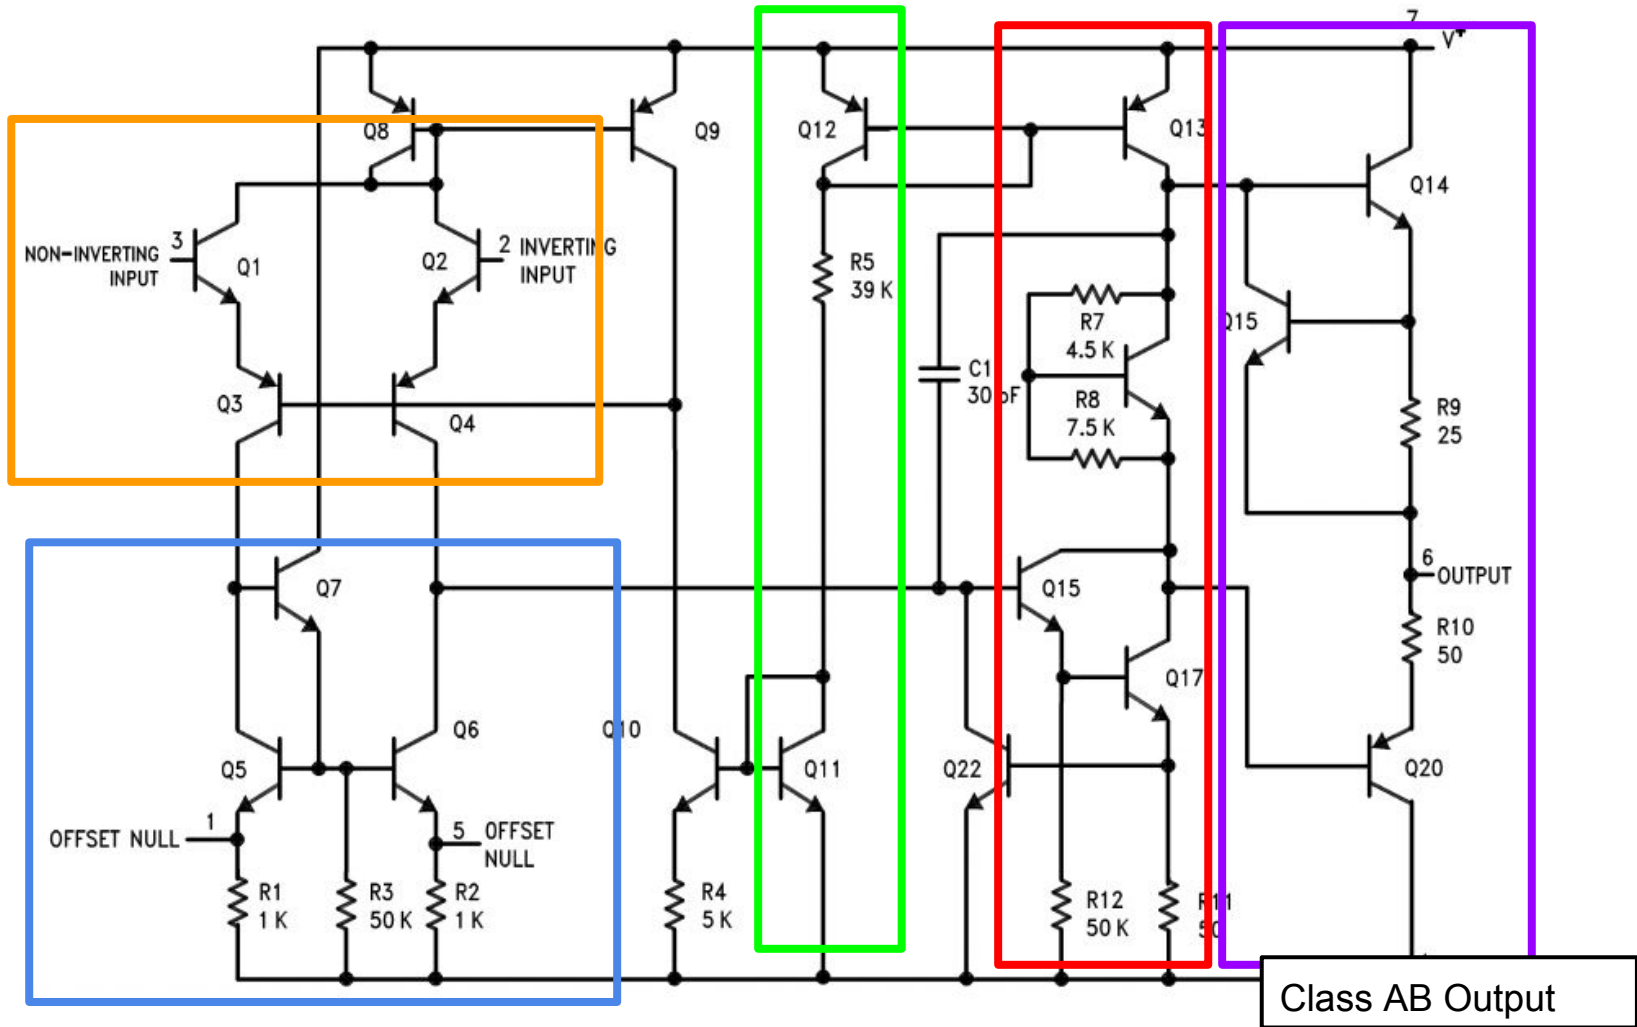 7
V+
Q8
Q9
Q12
Q13
Q14
3
NON-INVERTING
INPUT
Q1
Q2
2 INVERTING
INPUT
R5
39 K
R7
4.5 K
Q15
C1
30 pF
R8
7.5 K
R9
25
Q3
Q4
6
OUTPUT
Q7
Q15
R10
50
Q17
Q5
Q6
Q10
Q11
Q22
Q20
1
OFFSET NULL
5 OFFSET
NULL
R1
1 K
R3
50 K
R2
1 K
R4
5 K
R12
50 K
R11
50
Class AB Output